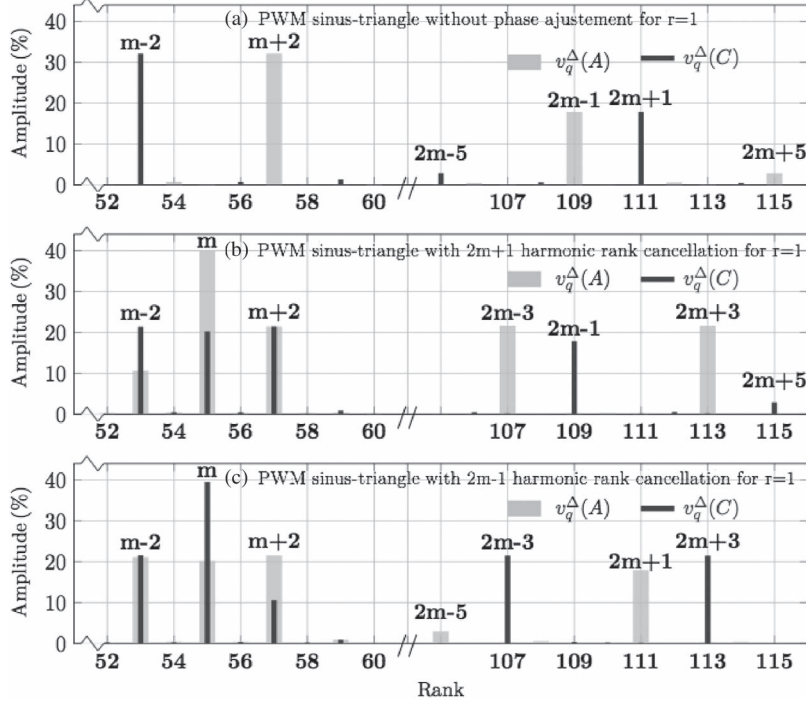 (a) PWM sinus-triangle without phase ajustement for r=1
Amplitude (%)
40
30
20
10
0
m-2
m+2
v_q^Δ(A)
v_q^Δ(C)
2m-5
2m-1
2m+1
2m+5
52 54 56 58 60 107 109 111 113 115
(b) PWM sinus-triangle with 2m+1 harmonic rank cancellation for r=1
Amplitude (%)
40
30
20
10
0
m-2
m
m+2
v_q^Δ(A)
v_q^Δ(C)
2m-3
2m-1
2m+3
2m+5
52 54 56 58 60 107 109 111 113 115
(c) PWM sinus-triangle with 2m-1 harmonic rank cancellation for r=1
Amplitude (%)
40
30
20
10
0
m-2
m
m+2
v_q^Δ(A)
v_q^Δ(C)
2m-5
2m-3
2m+1
2m+3
52 54 56 58 60 107 109 111 113 115
Rank